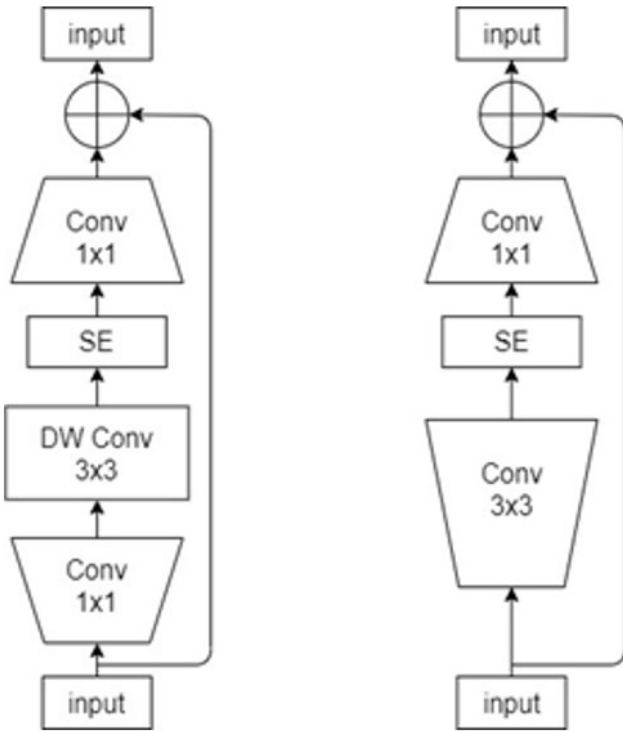 input
Conv
1x1
SE
DW Conv
3x3
Conv
1x1
input
input
Conv
1x1
SE
Conv
3x3
input